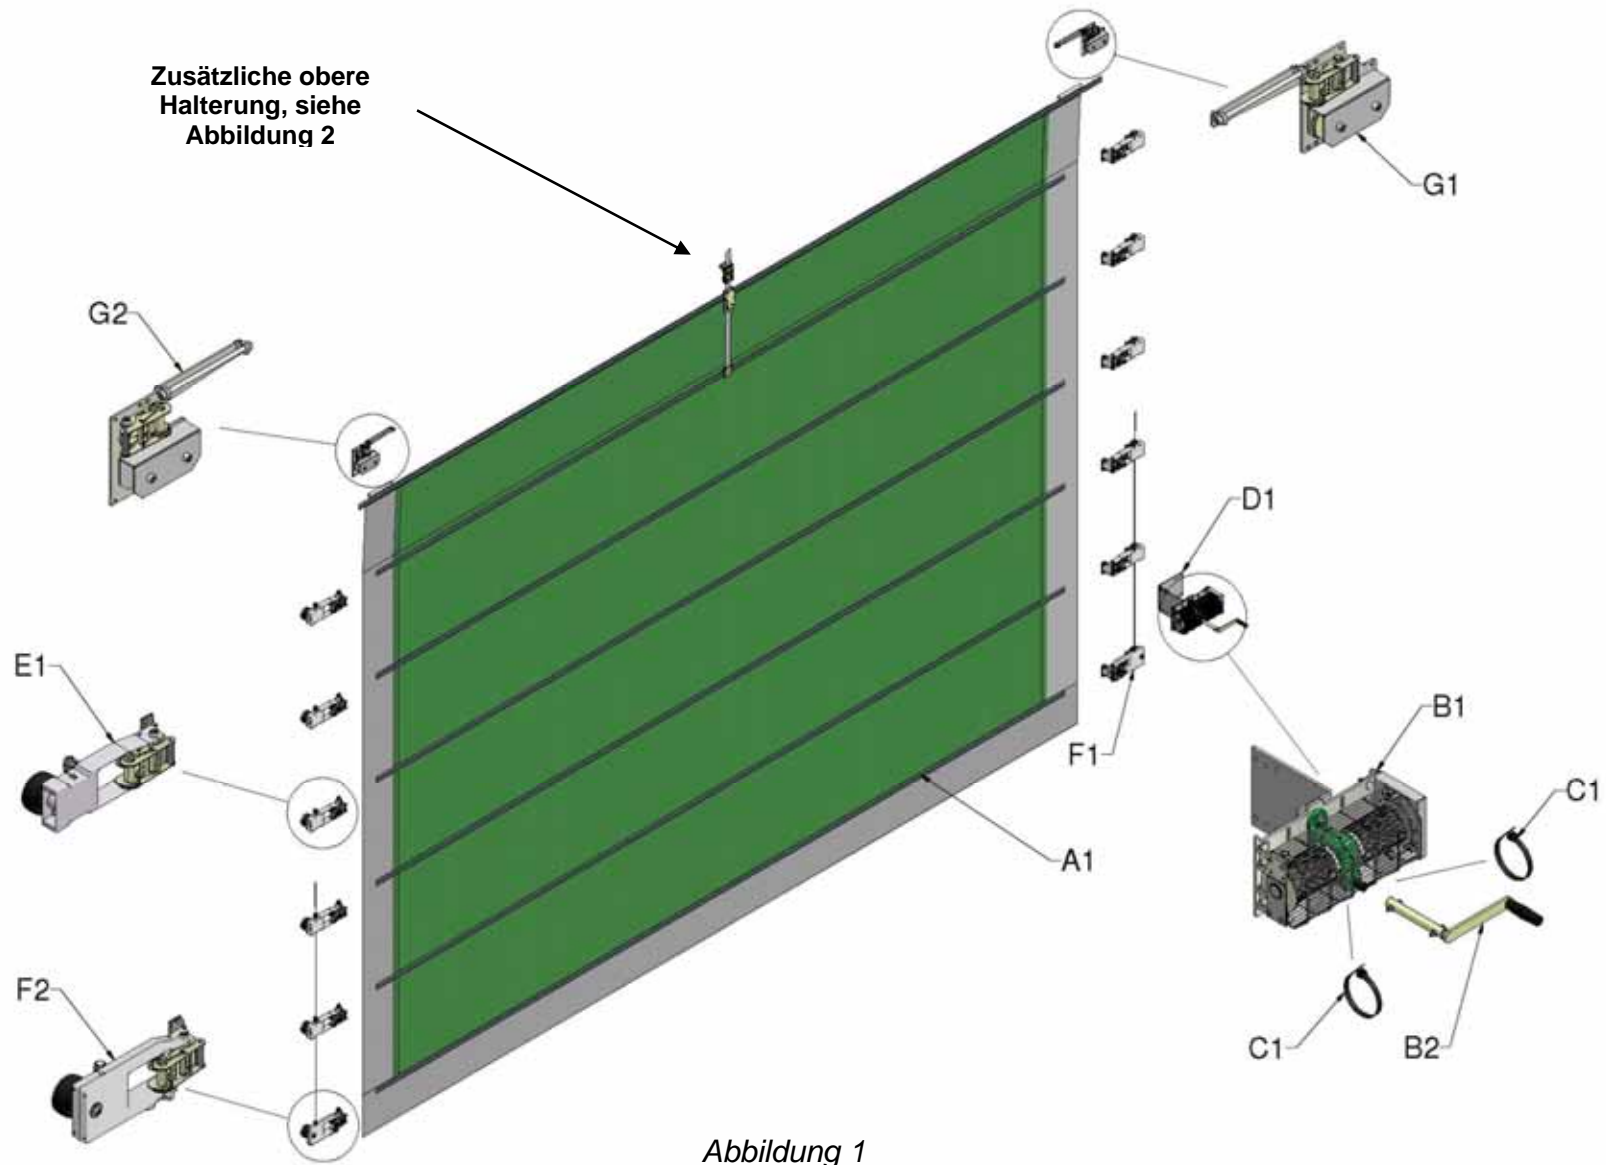 Zusätzliche obere
Halterung, siehe
Abbildung 2
G1
G2
D1
E1
B1
F1
C1
A1
F2
C1
B2
Abbildung 1